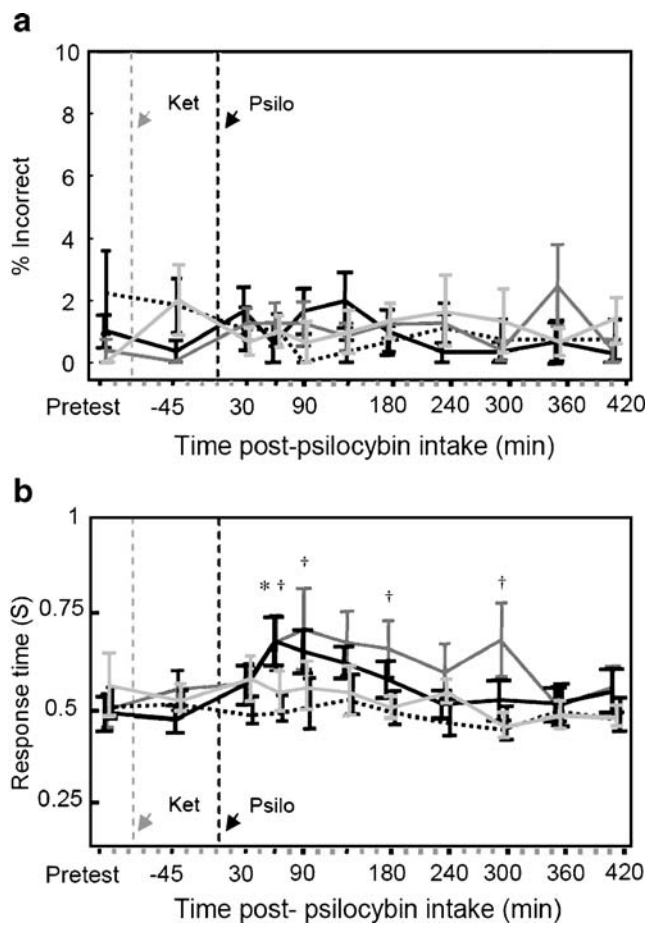 a
10
8
6
4
2
0
% Incorrect
Ket
Psilo
Pretest -45 30 90 180 240 300 360 420
Time post-psilocybin intake (min)
b
1
0.75
0.5
0.25
Response time (S)
* †
†
†
†
Ket
Psilo
Pretest -45 30 90 180 240 300 360 420
Time post- psilocybin intake (min)